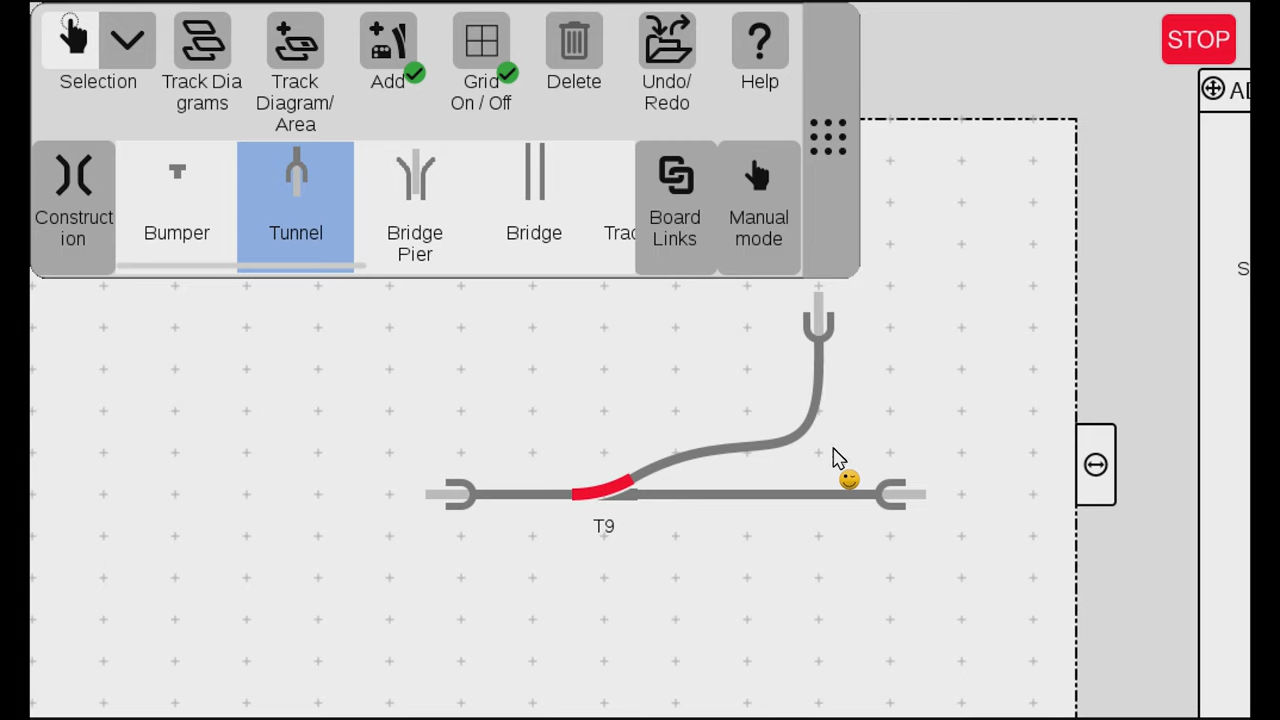 STOP
Selection
Track Dia
grams
Track
Diagram/
Area
Add
Grid
On / Off
Delete
Undo/
Redo
Help
Construct
ion
Bumper
Tunnel
Bridge
Pier
Bridge
Board
Links
Manual
mode
T9